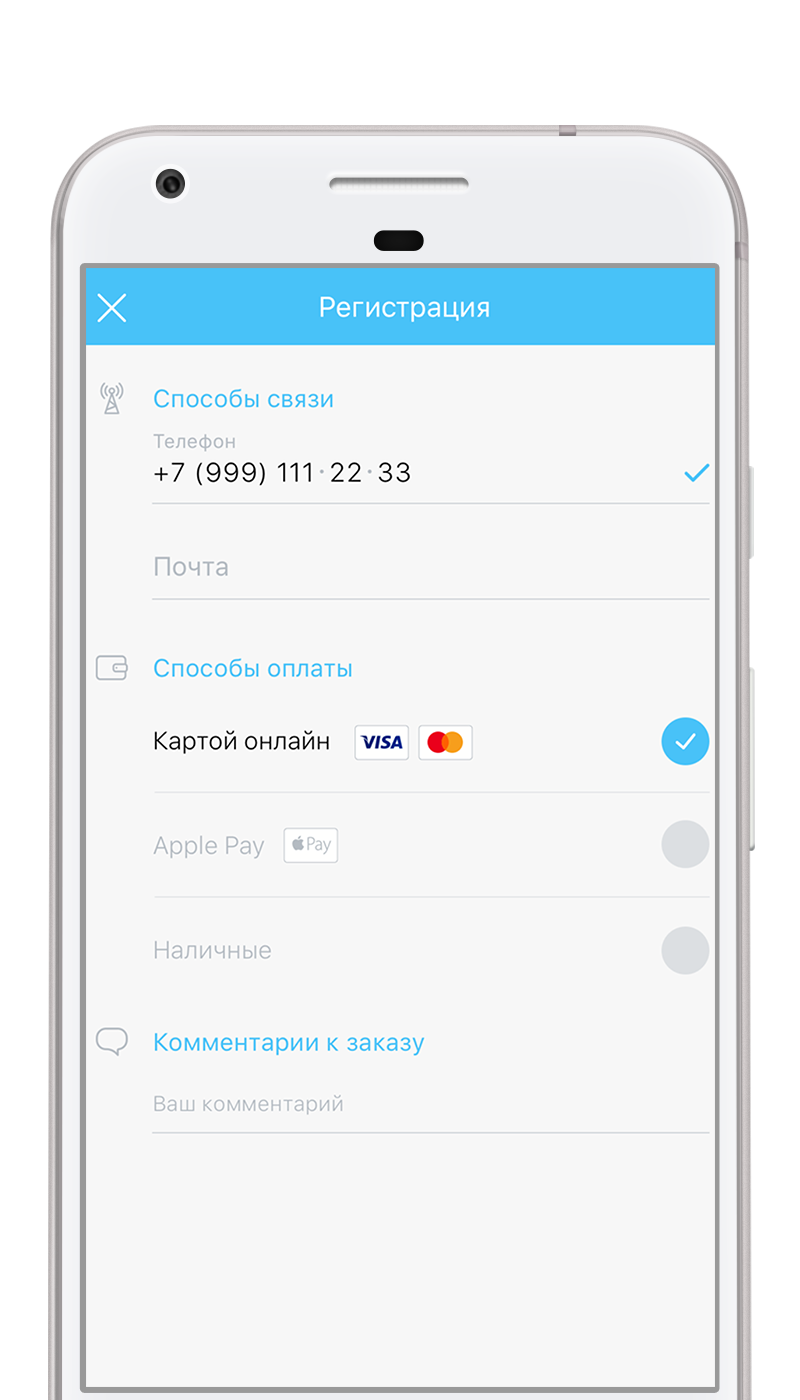 Регистрация
Способы связи
Телефон
+7 (999) 111·22·33
Почта
Способы оплаты
Картой онлайн VISA
Apple Pay Pay
Наличные
Комментарии к заказу
Ваш комментарий